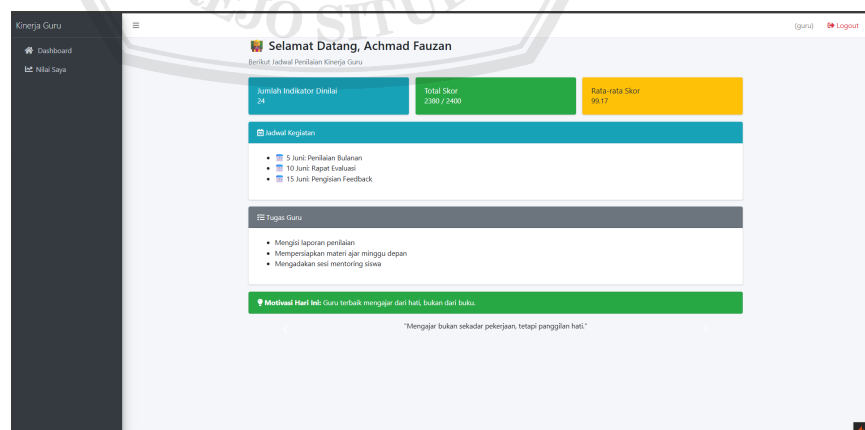 Kinerja Guru
(guru) Logout
Dashboard
Nilai Saya
Selamat Datang, Achmad Fauzan
Berikut Jadwal Penilaian Kinerja Guru
Jumlah Indikator Dinilai
24
Total Skor
2380 / 2400
Rata-rata Skor
99.17
Jadwal Kegiatan
5 Juni: Penilaian Bulanan
10 Juni: Rapat Evaluasi
15 Juni: Pengisian Feedback
Tugas Guru
Mengisi laporan penilaian
Mempersiapkan materi ajar minggu depan
Mengadakan sesi mentoring siswa
Motivasi Hari Ini: Guru terbaik mengajar dari hati, bukan dari buku.
"Mengajar bukan sekadar pekerjaan, tetapi panggilan hati."